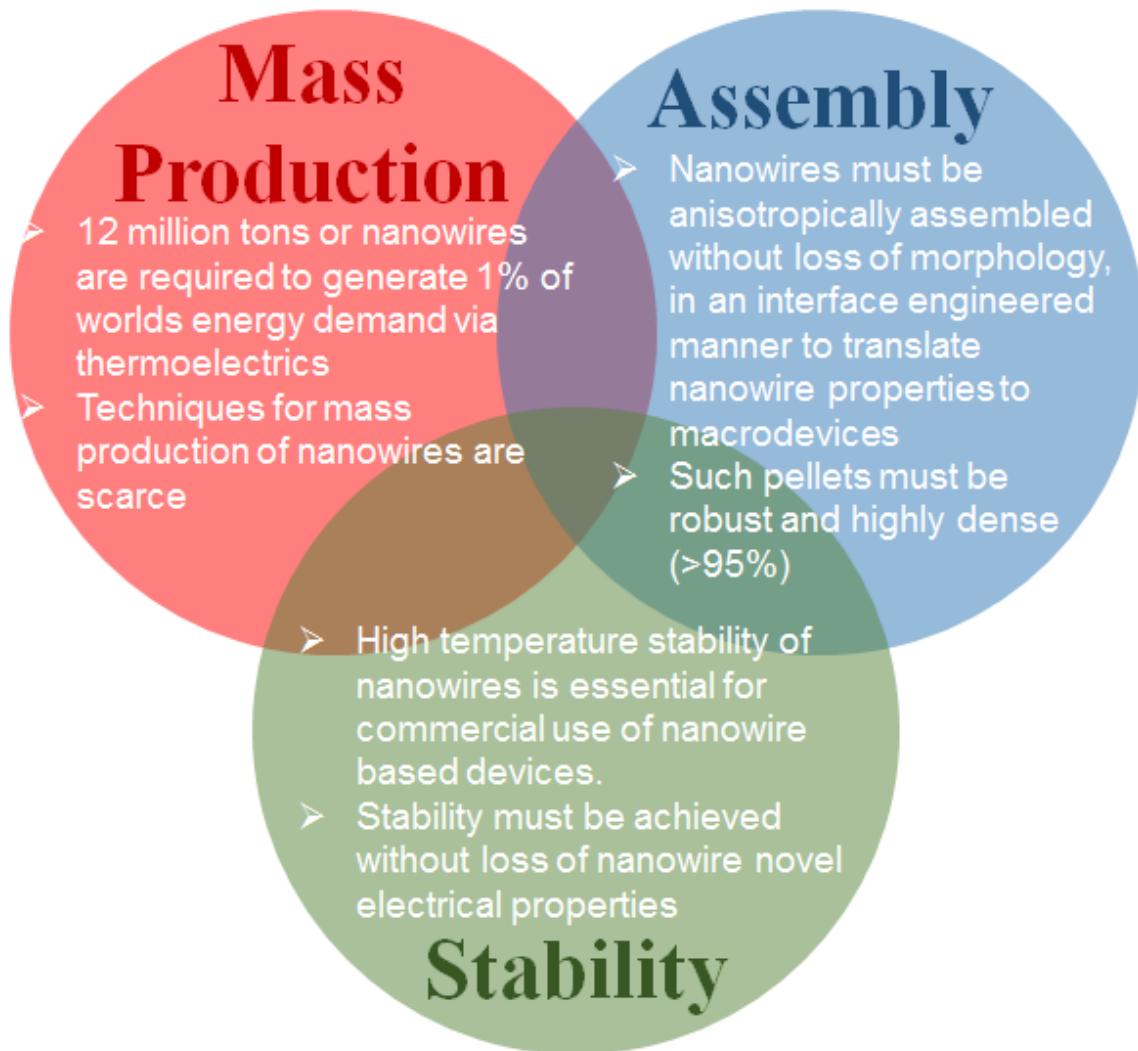 Mass
Production
➢ 12 million tons or nanowires
are required to generate 1% of
worlds energy demand via
thermoelectrics
➢ Techniques for mass
production of nanowires are
scarce
Assembly
➢ Nanowires must be
anisotropically assembled
without loss of morphology,
in an interface engineered
manner to translate
nanowire properties to
macrodevices
➢ Such pellets must be
robust and highly dense
(>95%)
➢ High temperature stability of
nanowires is essential for
commercial use of nanowire
based devices.
➢ Stability must be achieved
without loss of nanowire novel
electrical properties
Stability